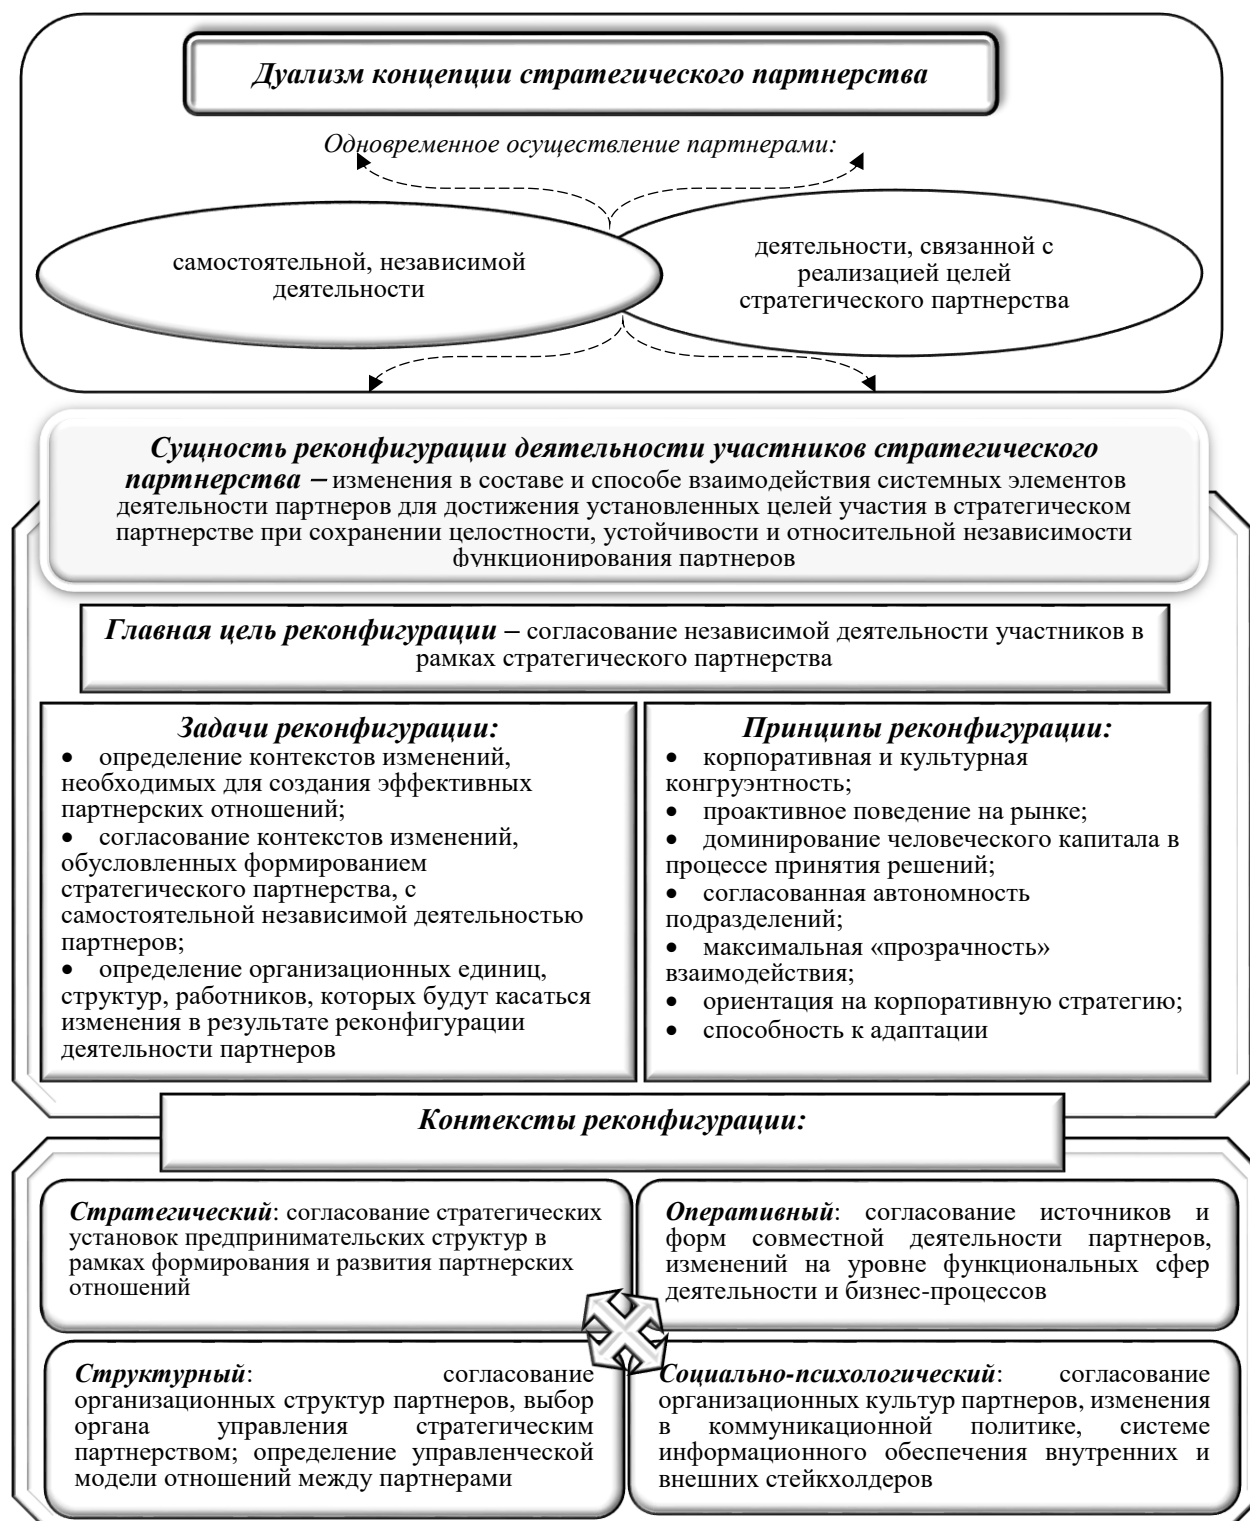 Дуализм концепции стратегического партнерства
Одновременное осуществление партнерами:
самостоятельной, независимой
деятельности
деятельности, связанной с
реализацией целей
стратегического партнерства
Сущность реконфигурации деятельности участников стратегического
партнерства – изменения в составе и способе взаимодействия системных элементов
деятельности партнеров для достижения установленных целей участия в стратегическом
партнерстве при сохранении целостности, устойчивости и относительной независимости
функционирования партнеров
Главная цель реконфигурации – согласование независимой деятельности участников в
рамках стратегического партнерства
Задачи реконфигурации:
• определение контекстов изменений,
необходимых для создания эффективных
партнерских отношений;
• согласование контекстов изменений,
обусловленных формированием
стратегического партнерства, с
самостоятельной независимой деятельностью
партнеров;
• определение организационных единиц,
структур, работников, которых будут касаться
изменения в результате реконфигурации
деятельности партнеров
Принципы реконфигурации:
• корпоративная и культурная
конгруэнтность;
• проактивное поведение на рынке;
• доминирование человеческого капитала в
процессе принятия решений;
• согласованная автономность
подразделений;
• максимальная «прозрачность»
взаимодействия;
• ориентация на корпоративную стратегию;
• способность к адаптации
Контексты реконфигурации:
Стратегический: согласование стратегических
установок предпринимательских структур в
рамках формирования и развития партнерских
отношений
Оперативный: согласование источников и
форм совместной деятельности партнеров,
изменений на уровне функциональных сфер
деятельности и бизнес-процессов
Структурный: согласование
организационных структур партнеров, выбор
органа управления стратегическим
партнерством; определение управленческой
модели отношений между партнерами
Социально-психологический: согласование
организационных культур партнеров, изменения
в коммуникационной политике, системе
информационного обеспечения внутренних и
внешних стейкхолдеров